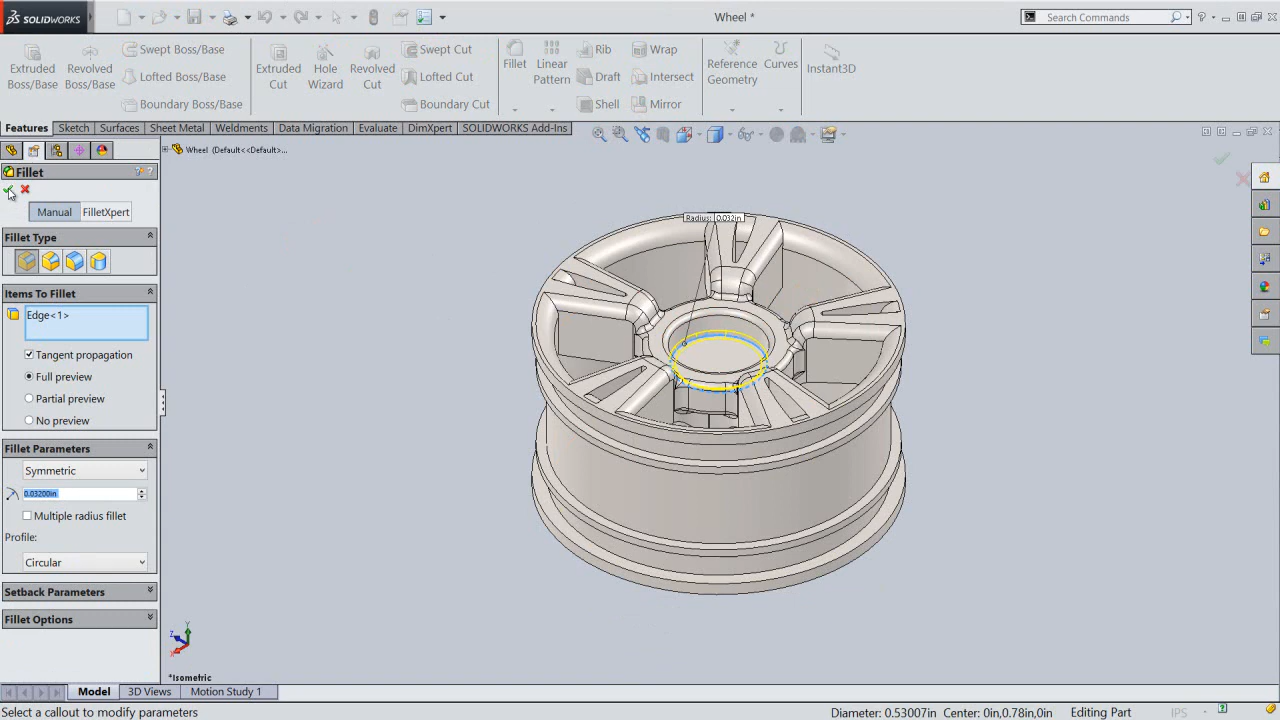 SOLIDWORKS
Wheel *
Search Commands
Extruded Boss/Base
Revolved Boss/Base
Swept Boss/Base
Lofted Boss/Base
Boundary Boss/Base
Extruded Cut
Hole Wizard
Revolved Cut
Swept Cut
Lofted Cut
Boundary Cut
Fillet
Linear Pattern
Rib
Draft
Shell
Wrap
Intersect
Mirror
Reference Geometry
Curves
Instant3D
Features Sketch Surfaces Sheet Metal Weldments Data Migration Evaluate DimXpert SOLIDWORKS Add-Ins
Wheel (Default<<Default>...
Fillet
Manual FilletXpert
Fillet Type
Items To Fillet
Edge<1>
Tangent propagation
Full preview
Partial preview
No preview
Fillet Parameters
Symmetric
0.03200in
Multiple radius fillet
Profile:
Circular
Setback Parameters
Fillet Options
Radius: 0.032in
Y
Z
X
*Isometric
Model 3D Views Motion Study 1
Select a callout to modify parameters
Diameter: 0.53007in Center: 0in,0.78in,0in Editing Part IPS